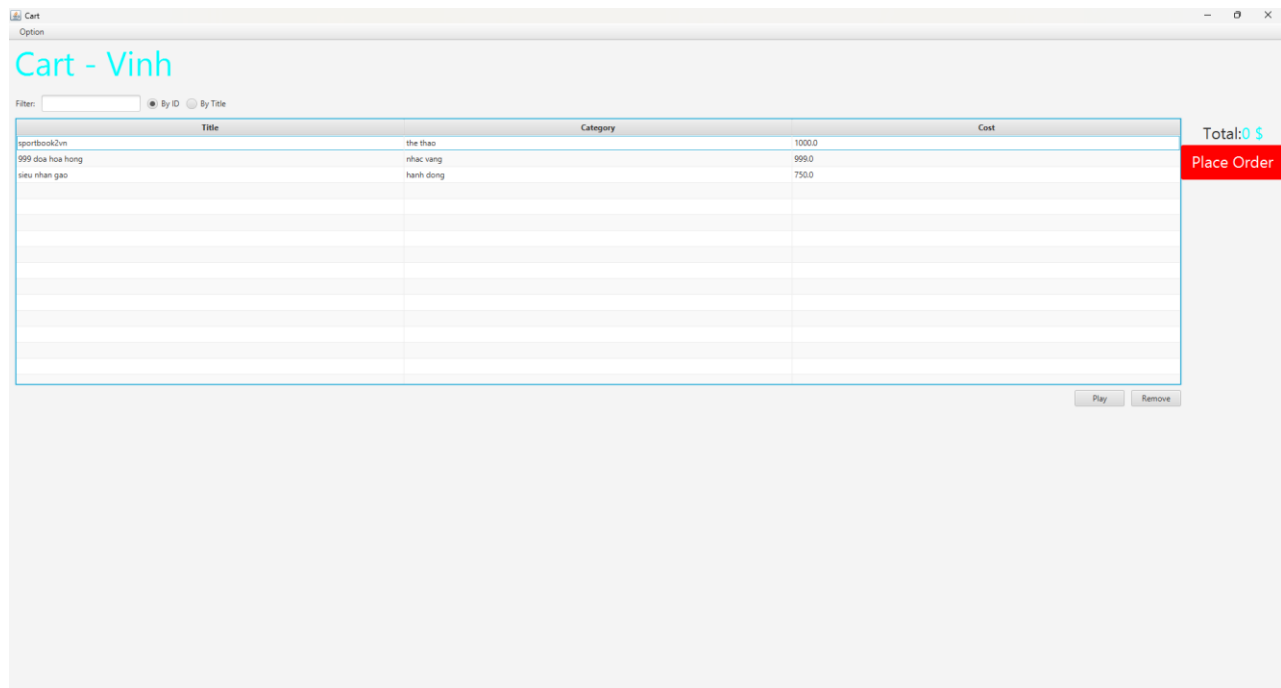 Cart
Option
Cart - Vinh
Filter: By ID By Title
Title Category Cost
sportbook2vn the thao 1000.0
999 doa hoa hong nhac vang 999.0
sieu nhan gao hanh dong 750.0
Total:0 $
Place Order
Play Remove